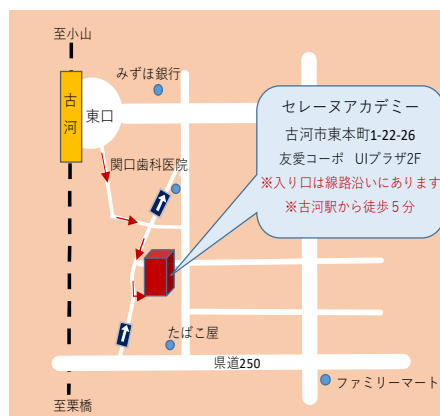 至小山
みずほ銀行
古河
東口
セレーヌアカデミー
古河市東本町1-22-26
友愛コーポ UIプラザ2F
※入り口は線路沿いにあります
※古河駅から徒歩５分
関口歯科医院
たばこ屋
県道250
ファミリーマート
至栗橋